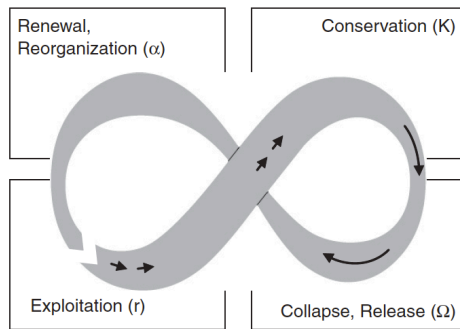 Renewal,
Reorganization (α)
Conservation (K)
Exploitation (r)
Collapse, Release (Ω)